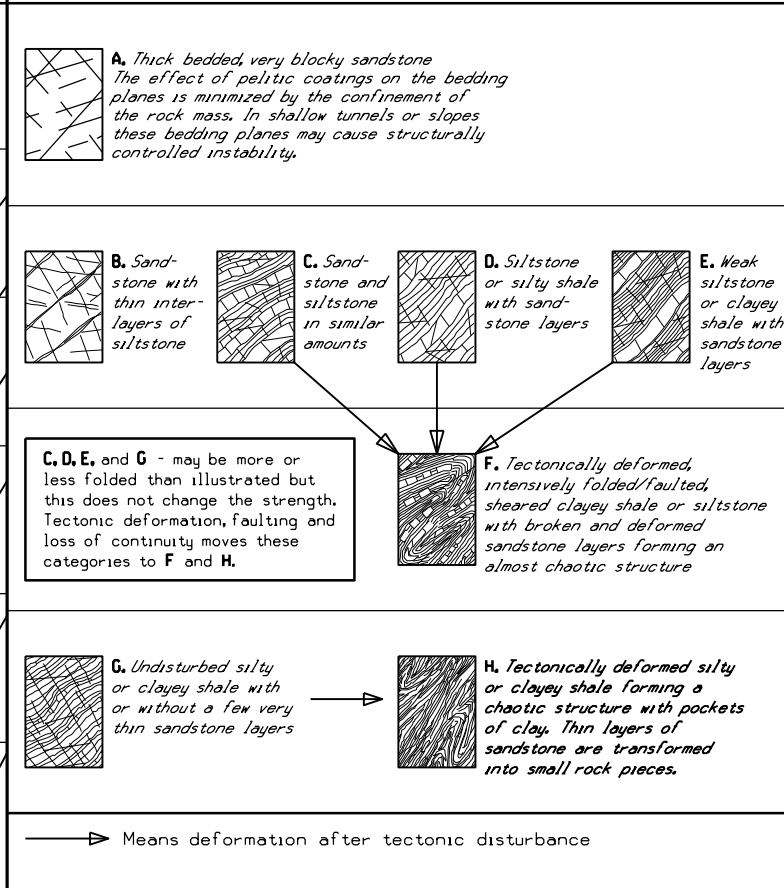 A. Thick bedded, very blocky sandstone
The effect of pelitic coatings on the bedding
planes is minimized by the confinement of
the rock mass. In shallow tunnels or slopes
these bedding planes may cause structurally
controlled instability.
B. Sand-
stone with
thin inter-
layers of
siltstone
C. Sand-
stone and
siltstone
in similar
amounts
D. Siltstone
or silty shale
with sand-
stone layers
E. Weak
siltstone
or clayey
shale with
sandstone
layers
C, D, E, and G - may be more or
less folded than illustrated but
this does not change the strength.
Tectonic deformation, faulting and
loss of continuity moves these
categories to F and H.
F. Tectonically deformed,
intensively folded/faulted,
sheared clayey shale or siltstone
with broken and deformed
sandstone layers forming an
almost chaotic structure
G. Undisturbed silty
or clayey shale with
or without a few very
thin sandstone layers
H. Tectonically deformed silty
or clayey shale forming a
chaotic structure with pockets
of clay. Thin layers of
sandstone are transformed
into small rock pieces.
Means deformation after tectonic disturbance